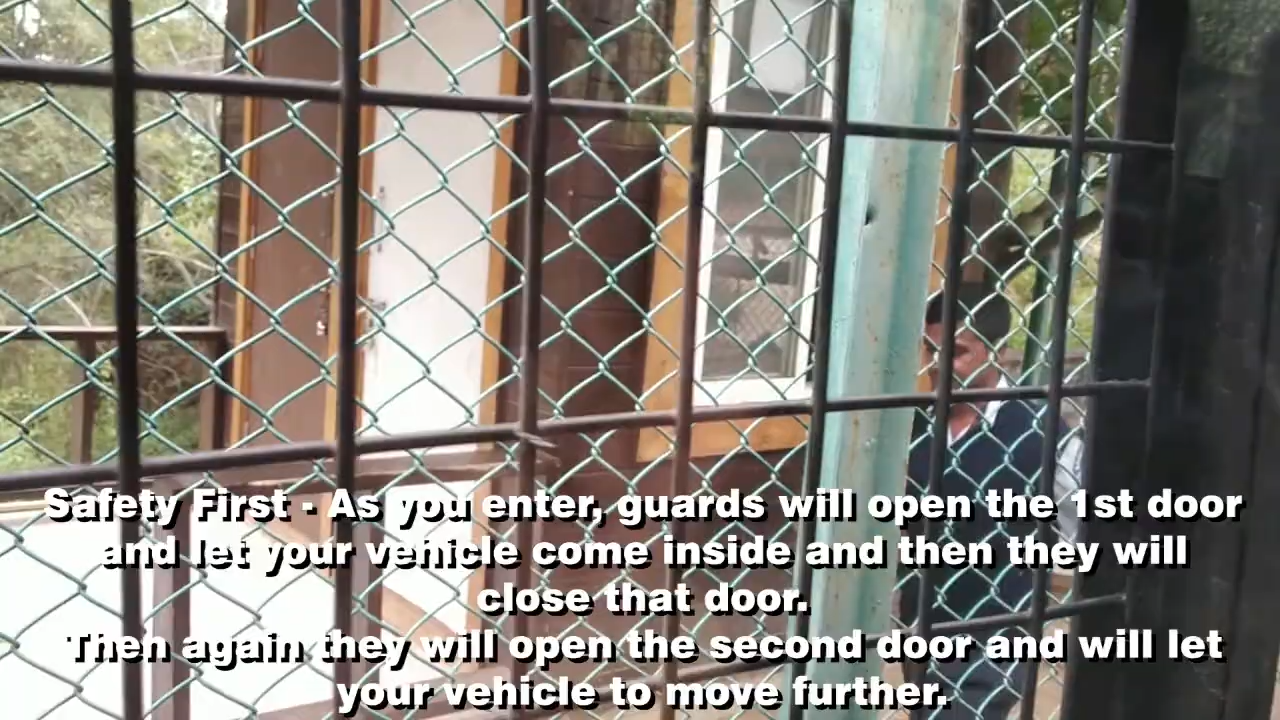 Safety First - As you enter, guards will open the 1st door
and let your vehicle come inside and then they will
close that door.
Then again they will open the second door and will let
your vehicle to move further.